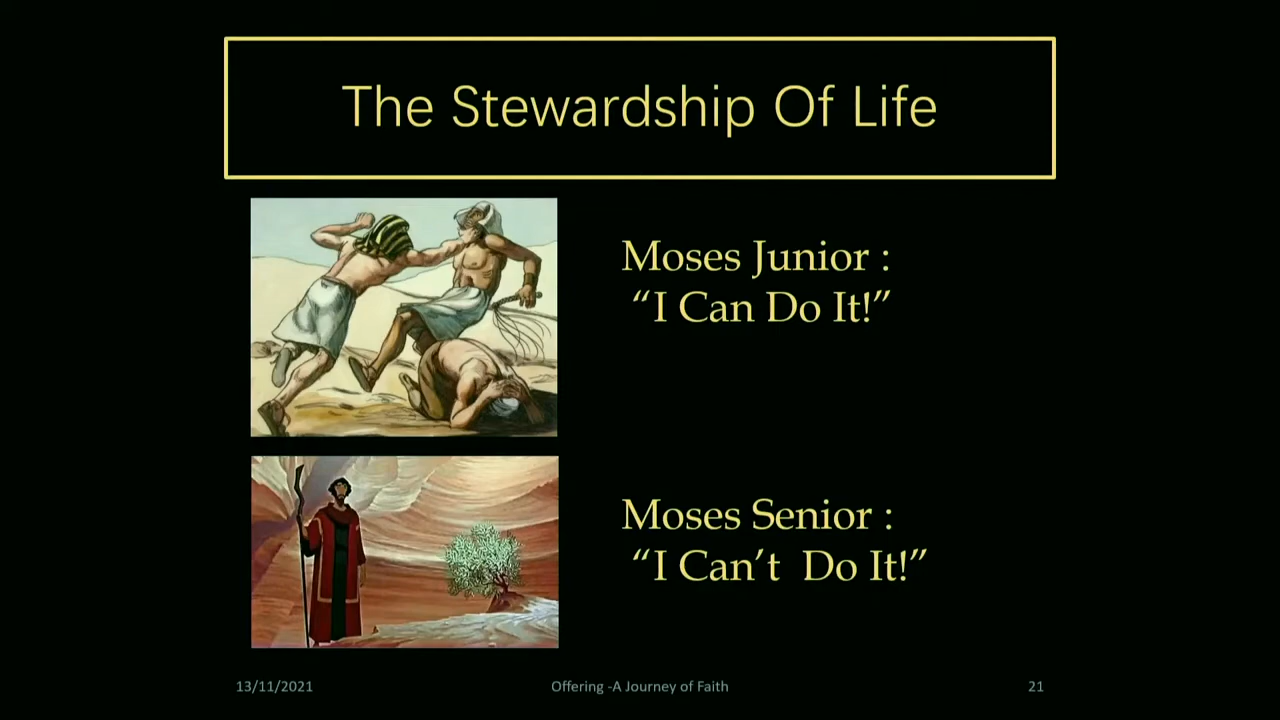 The Stewardship Of Life
Moses Junior :
“I Can Do It!”
Moses Senior :
“I Can’t  Do It!”
13/11/2021
Offering -A Journey of Faith
21